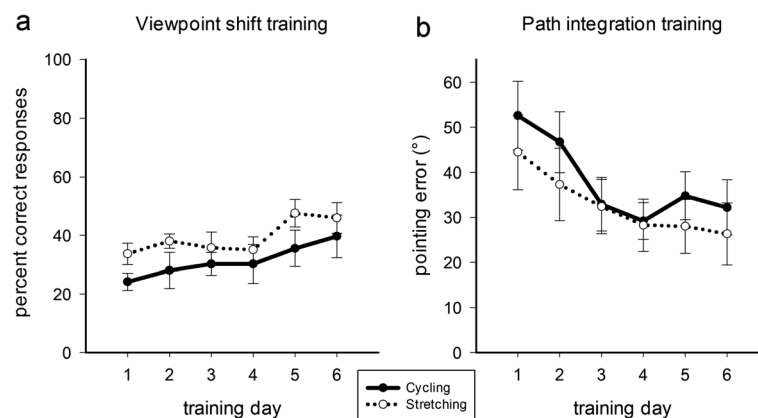 a
Viewpoint shift training
percent correct responses
100
80
60
40
20
0
1 2 3 4 5 6
training day
b
Path integration training
pointing error (°)
60
50
40
30
20
10
0
1 2 3 4 5 6
training day
Cycling
Stretching